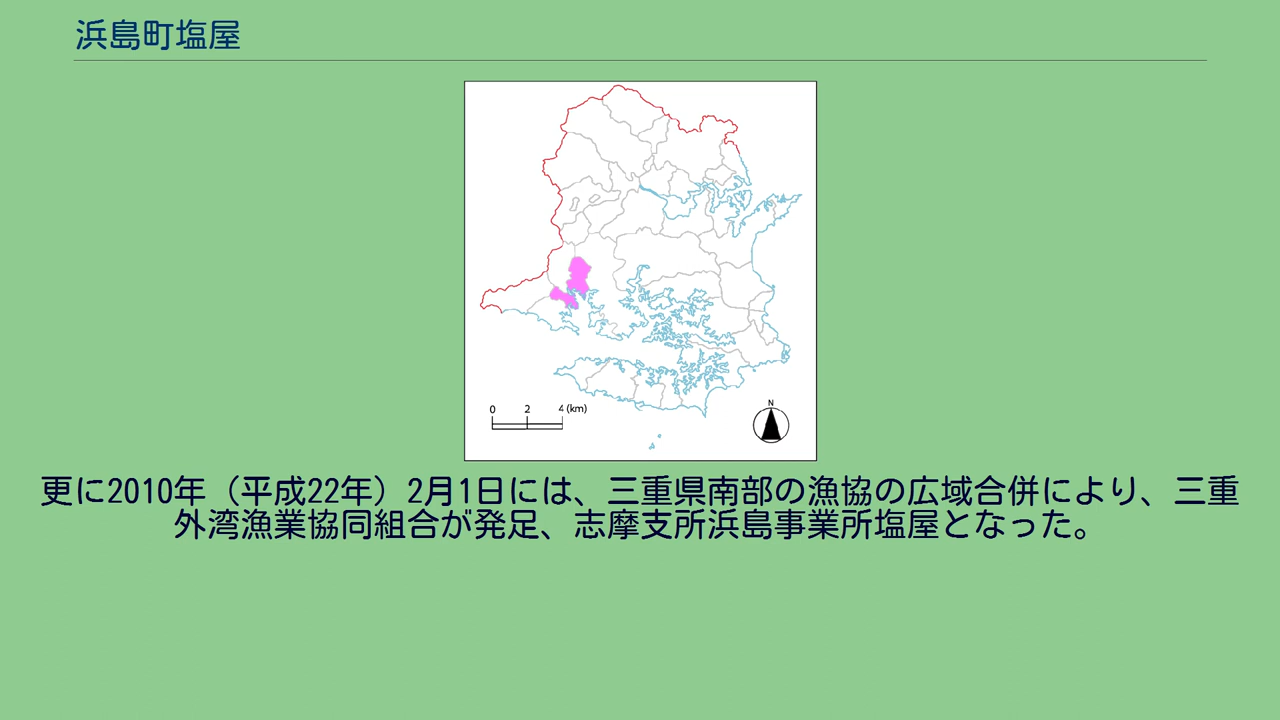 浜島町塩屋
0 2 4 (km)
N
更に2010年（平成22年）2月1日には、三重県南部の漁協の広域合併により、三重
外湾漁業協同組合が発足、志摩支所浜島事業所塩屋となった。